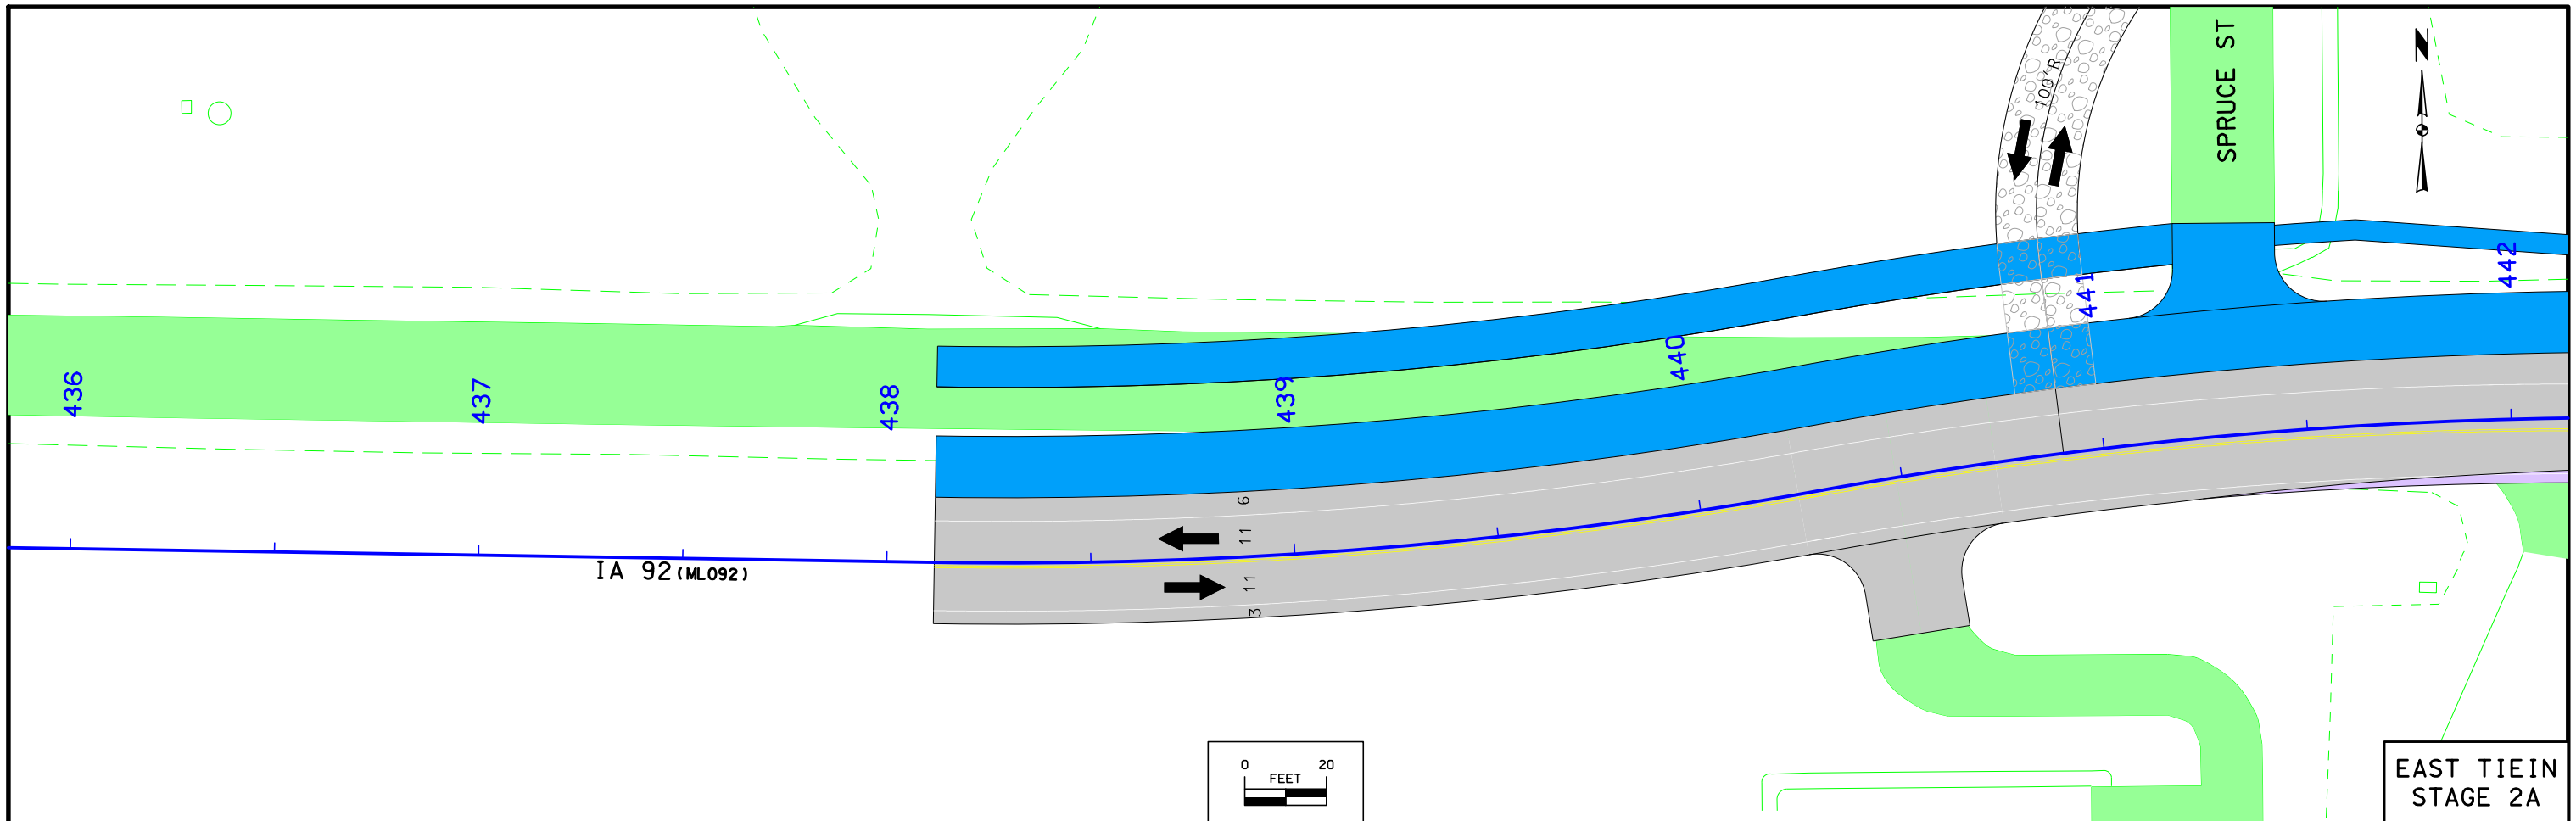 SPRUCE ST
N
100'R
436
437
438
439
440
441
442
6
11
11
3
IA 92 (ML092)
0 20
FEET
EAST TIEIN
STAGE 2A